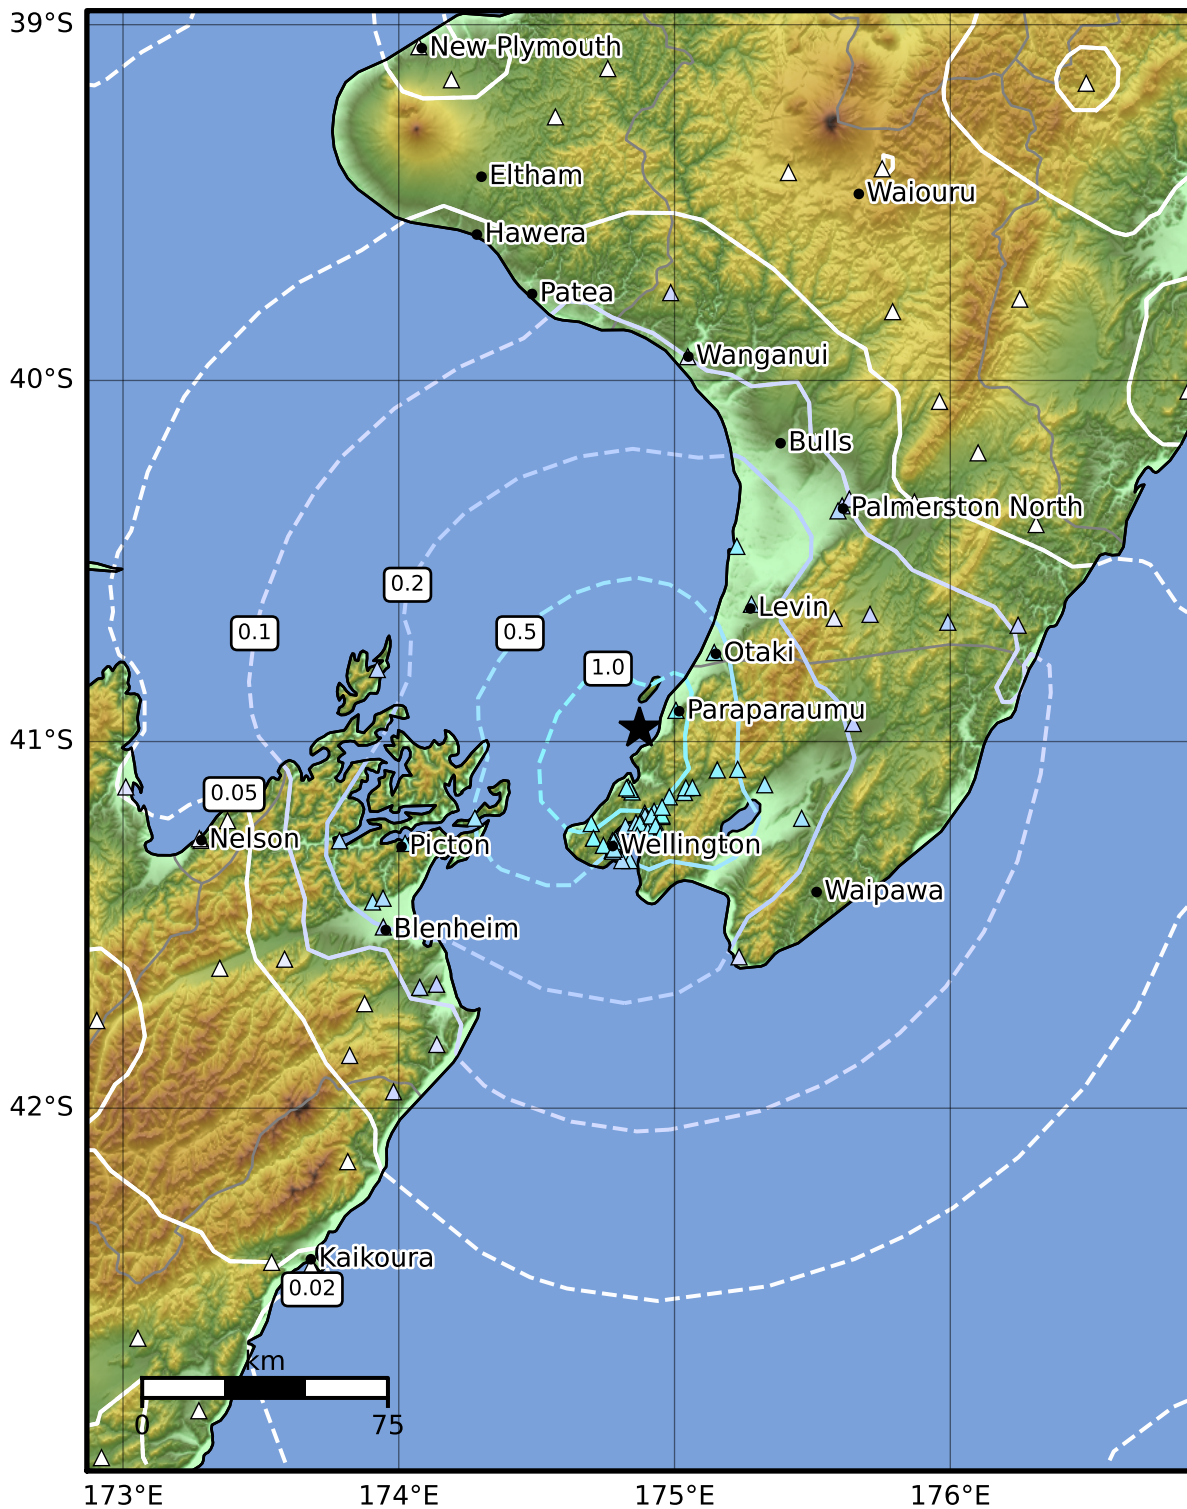 39°S
New Plymouth
Eltham
Waiouru
Hawera
Patea
Wanganui
40°S
Bulls
Palmerston North
0.2
Levin
0.1
0.5
Otaki
1.0
Paraparaumu
41°S
0.05
Nelson
Picton
Wellington
Waipawa
Blenheim
42°S
Kaikoura
0.02
km
0
75
173°E
174°E
175°E
176°E